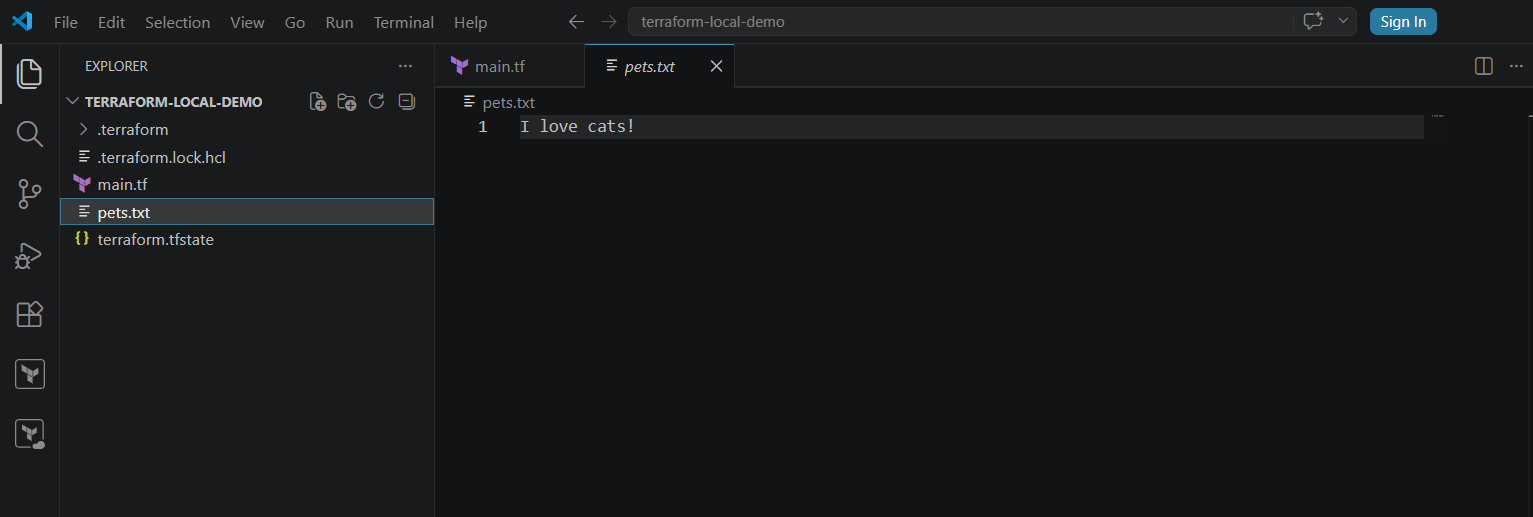 File Edit Selection View Go Run Terminal Help
terraform-local-demo
Sign In
EXPLORER
TERRAFORM-LOCAL-DEMO
.terraform
.terraform.lock.hcl
main.tf
pets.txt
terraform.tfstate
main.tf
pets.txt
pets.txt
1 I love cats!